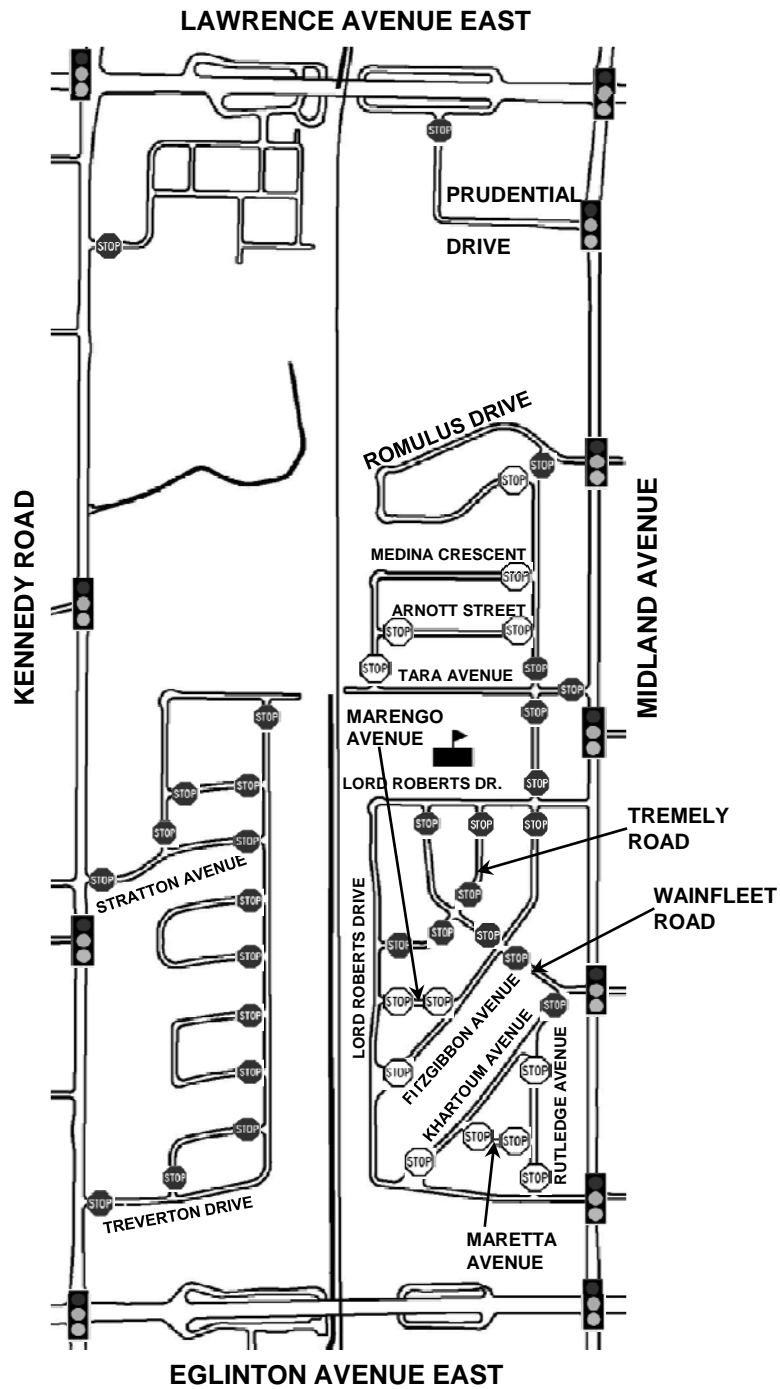 LAWRENCE AVENUE EAST
STOP
PRUDENTIAL
DRIVE
STOP
ROMULUS DRIVE
STOP
STOP
KENNEDY ROAD
MIDLAND AVENUE
MEDINA CRESCENT
STOP
ARNOTT STREET
STOP
STOP
STOP
STOP
TARA AVENUE
STOP
STOP
STOP
MARENGO
AVENUE
LORD ROBERTS DR.
STOP
STOP
STOP
STOP
STOP
STOP
STOP
TREMELY
ROAD
STOP
STOP
STOP
STRATTON AVENUE
STOP
STOP
WAINFLEET
ROAD
STOP
STOP
STOP
STOP
STOP
LORD ROBERTS DRIVE
STOP
STOP
FITZGIBBON AVENUE
STOP
STOP
STOP
KHARTOUM AVENUE
STOP
STOP
RUTLEDGE AVENUE
STOP
STOP
STOP
STOP
STOP
STOP
STOP
TREVERTON DRIVE
MARETTA
AVENUE
EGLINTON AVENUE EAST